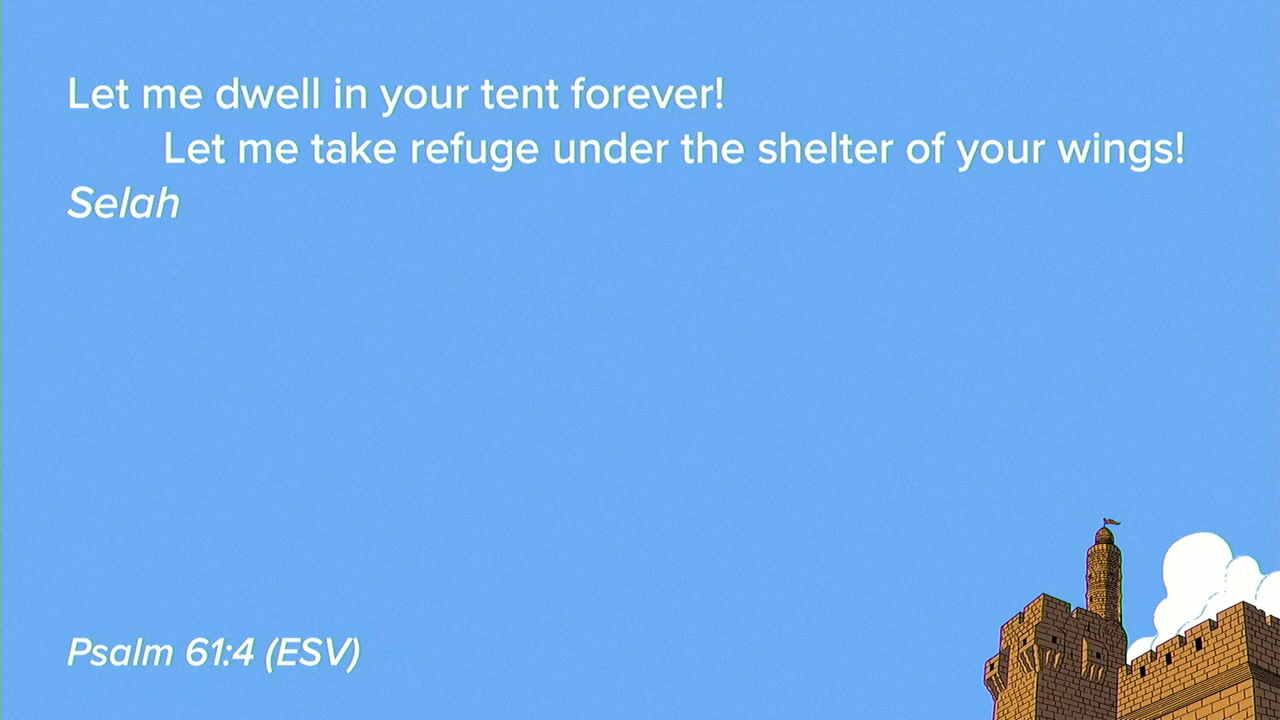 Let me dwell in your tent forever!
Let me take refuge under the shelter of your wings!
Selah
Psalm 61:4 (ESV)